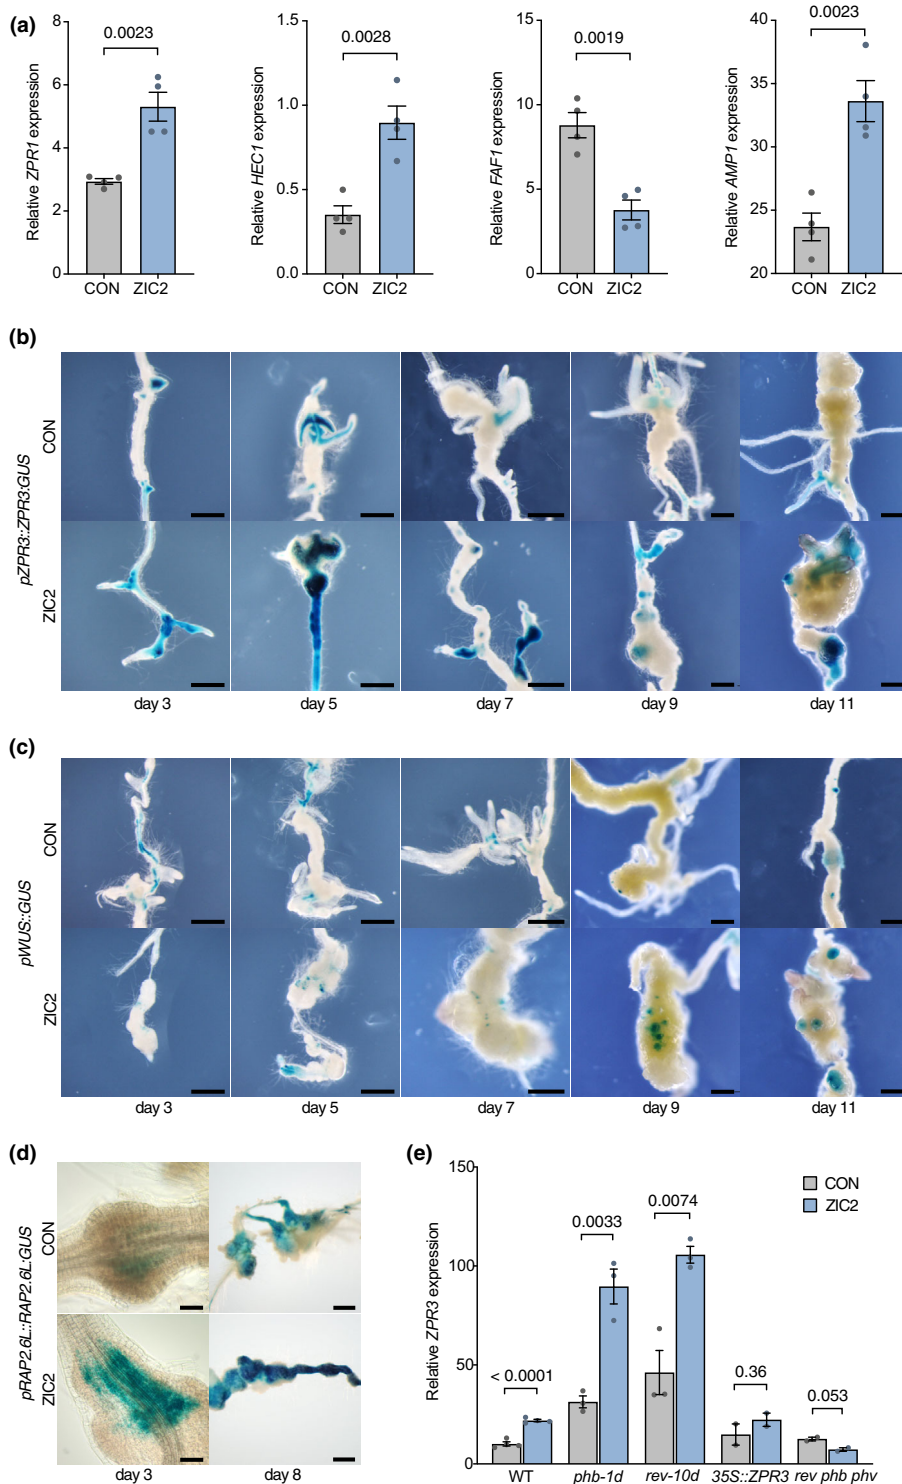 (a)
0.0023
0.0028
0.0019
0.0023
Relative ZPR1 expression
8
6
4
2
0
CON
ZIC2
Relative HEC1 expression
1.5
1.0
0.5
0.0
CON
ZIC2
Relative FAF1 expression
15
10
5
0
CON
ZIC2
Relative AMP1 expression
40
35
30
25
20
CON
ZIC2
(b)
pZPR3::ZPR3:GUS
CON
ZIC2
day 3
day 5
day 7
day 9
day 11
(c)
pWUS::GUS
CON
ZIC2
day 3
day 5
day 7
day 9
day 11
(d)
pRAP2.6L::RAP2.6L:GUS
CON
ZIC2
day 3
day 8
(e)
Relative ZPR3 expression
150
100
50
0
CON
ZIC2
< 0.0001
0.0033
0.0074
0.36
0.053
WT
phb-1d
rev-10d
35S::ZPR3
rev phb phv